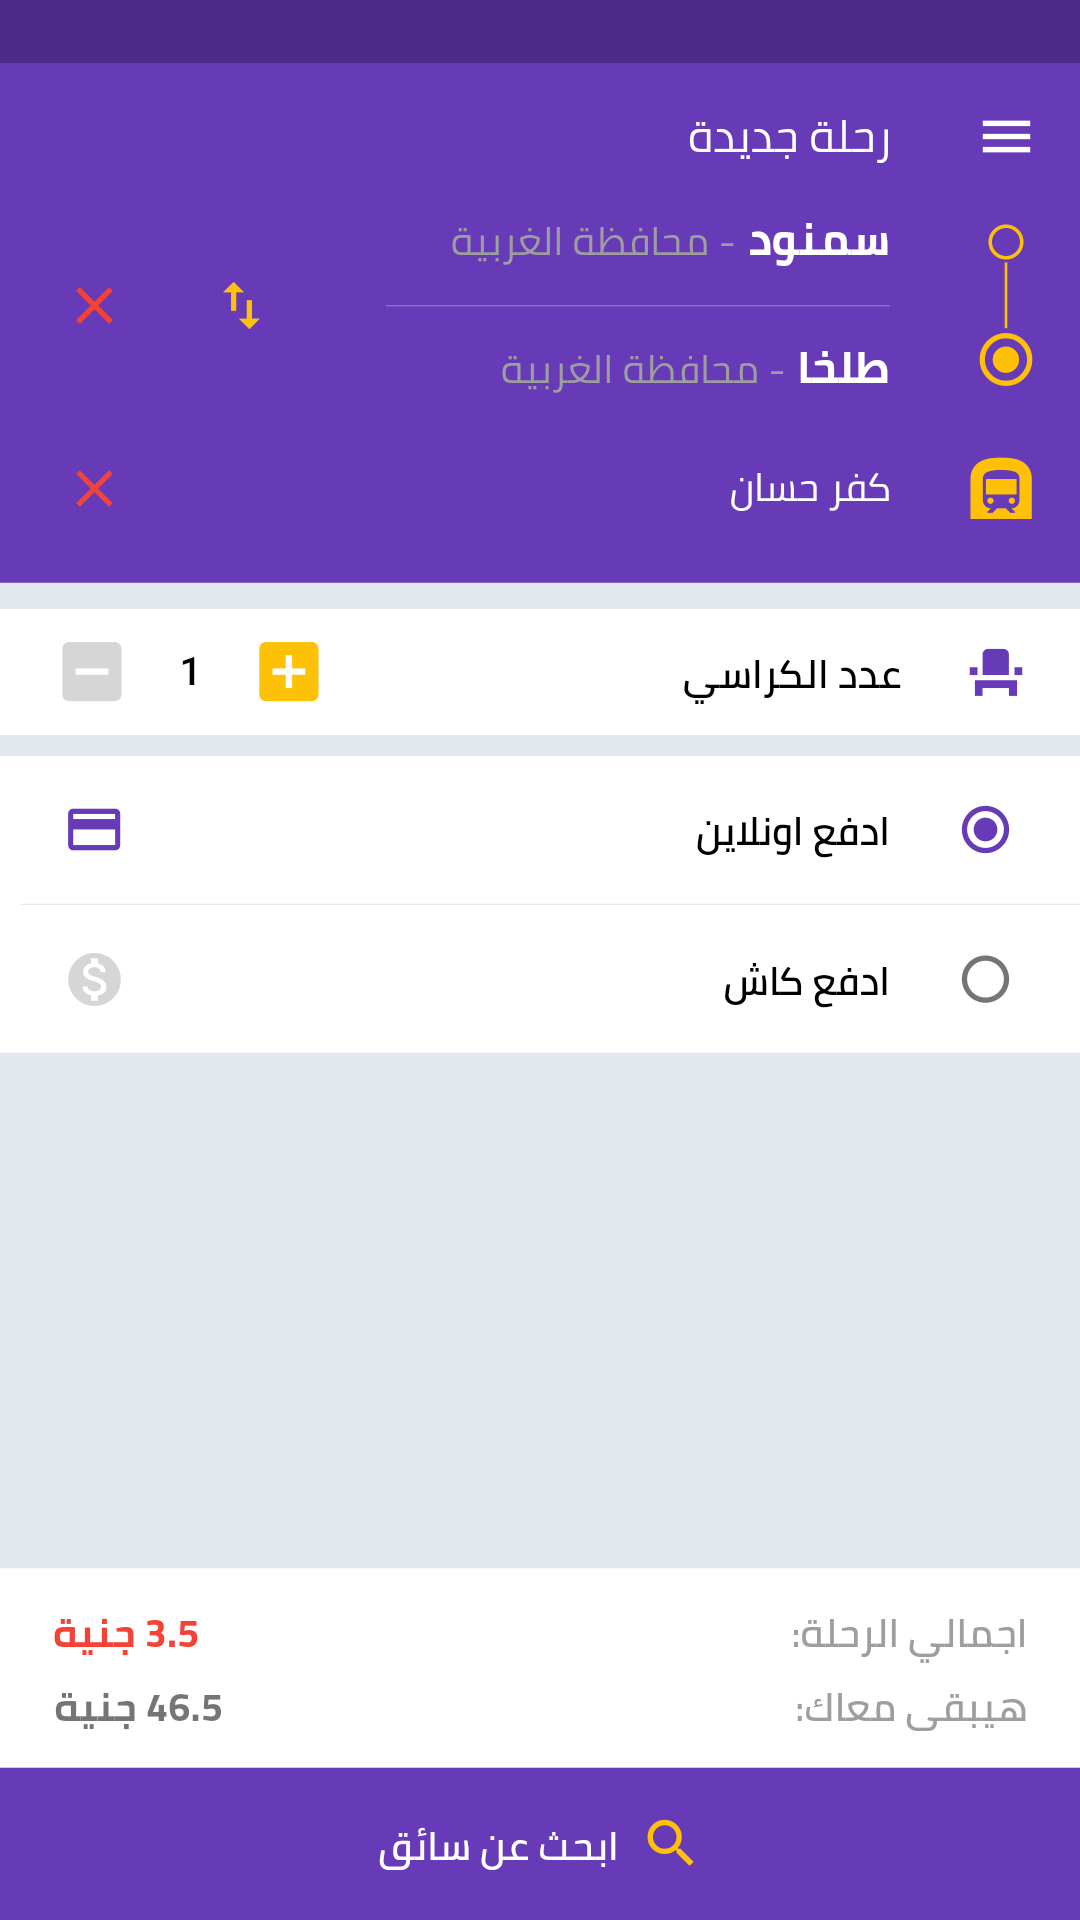 رحلة جديدة
سمنود - محافظة الغربية
طلخا - محافظة الغربية
كفر حسان
عدد الكراسي 1
ادفع اونلاين
ادفع كاش
اجمالي الرحلة: 3.5 جنية
هيبقى معاك: 46.5 جنية
ابحث عن سائق